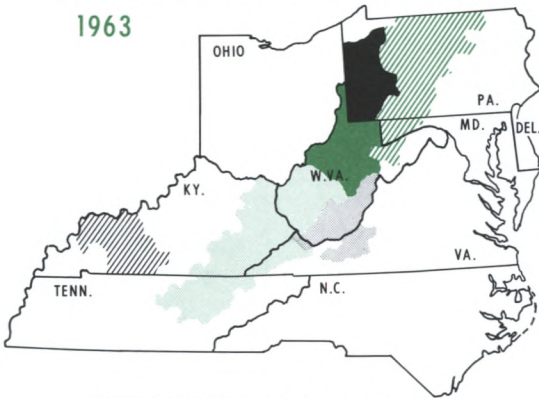 1963
OHIO
PA.
MD.
DEL.
W.VA.
KY.
VA.
TENN.
N.C.